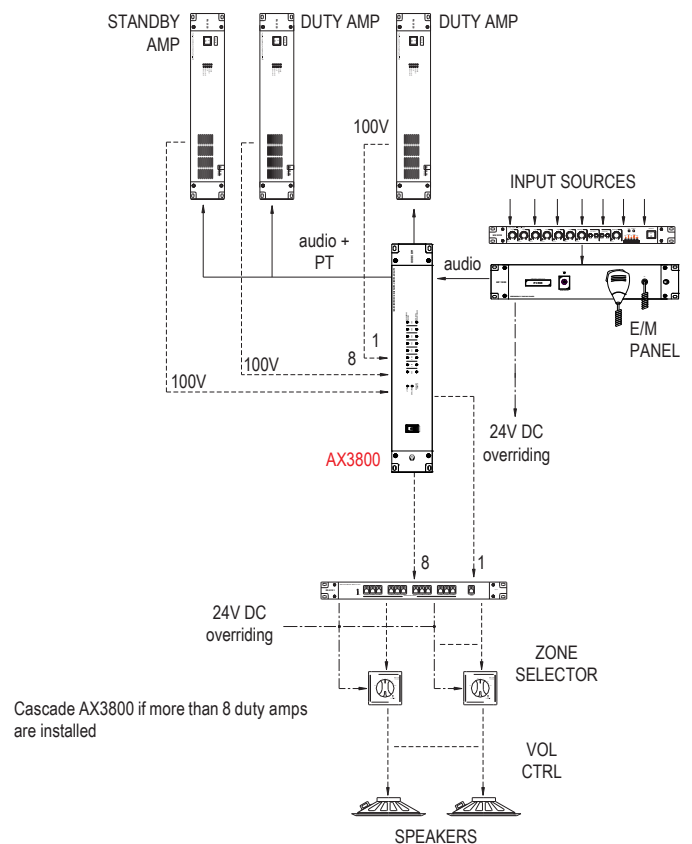 STANDBY
AMP
DUTY AMP
DUTY AMP
100V
INPUT SOURCES
audio +
PT
audio
E/M
PANEL
1
8
100V
100V
24V DC
overriding
AX3800
8
1
24V DC
overriding
ZONE
SELECTOR
Cascade AX3800 if more than 8 duty amps
are installed
VOL
CTRL
SPEAKERS